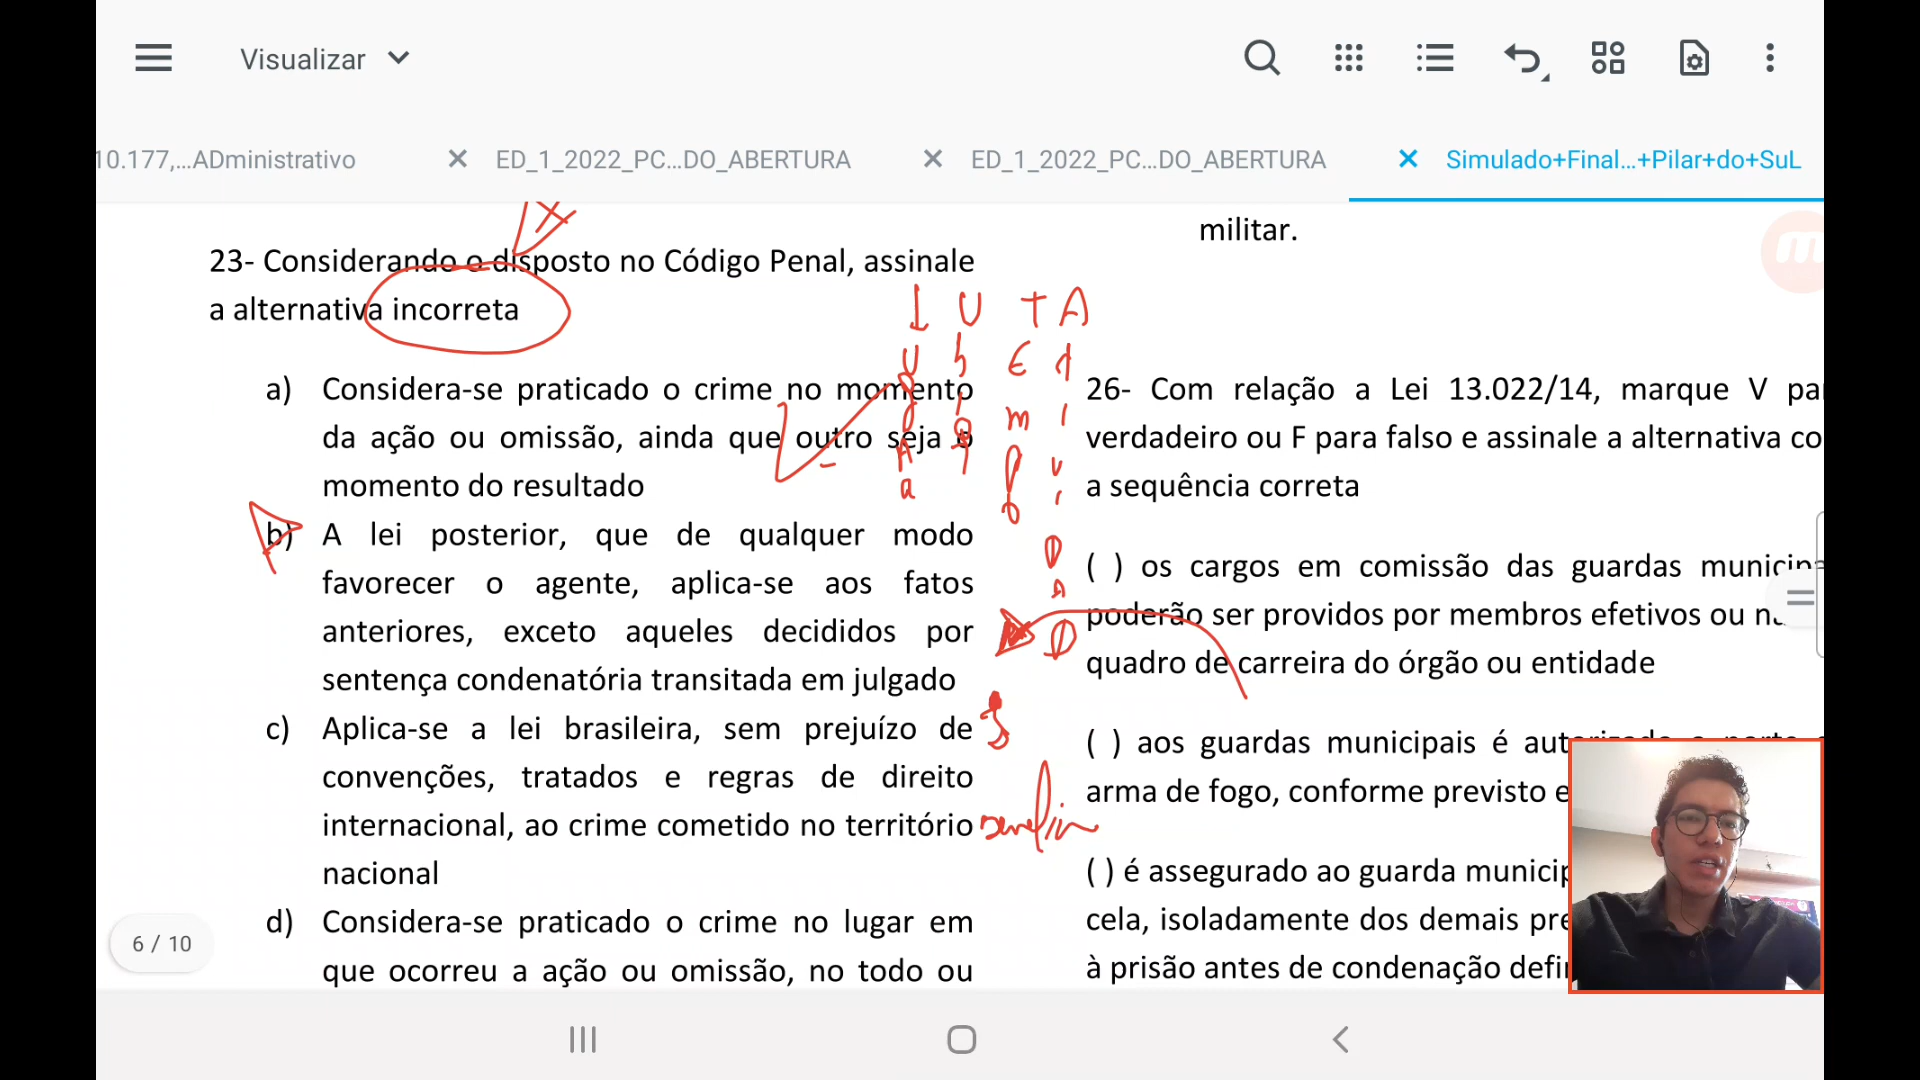 Visualizar
10.177,...ADministrativo
ED_1_2022_PC...DO_ABERTURA
ED_1_2022_PC...DO_ABERTURA
Simulado+Final...+Pilar+do+SuL
23- Considerando o disposto no Código Penal, assinale
a alternativa incorreta
a) Considera-se praticado o crime no momento
da ação ou omissão, ainda que outro seja o
momento do resultado
b) A lei posterior, que de qualquer modo
favorecer o agente, aplica-se aos fatos
anteriores, exceto aqueles decididos por
sentença condenatória transitada em julgado
c) Aplica-se a lei brasileira, sem prejuízo de
convenções, tratados e regras de direito
internacional, ao crime cometido no território
nacional
d) Considera-se praticado o crime no lugar em
que ocorreu a ação ou omissão, no todo ou
L U T A
militar.
26- Com relação a Lei 13.022/14, marque V pa
verdadeiro ou F para falso e assinale a alternativa co
a sequência correta
( ) os cargos em comissão das guardas municipa
poderão ser providos por membros efetivos ou n
quadro de carreira do órgão ou entidade
( ) aos guardas municipais é autorizado o porte
arma de fogo, conforme previsto e
( ) é assegurado ao guarda municip
cela, isoladamente dos demais pre
à prisão antes de condenação defi
6 / 10